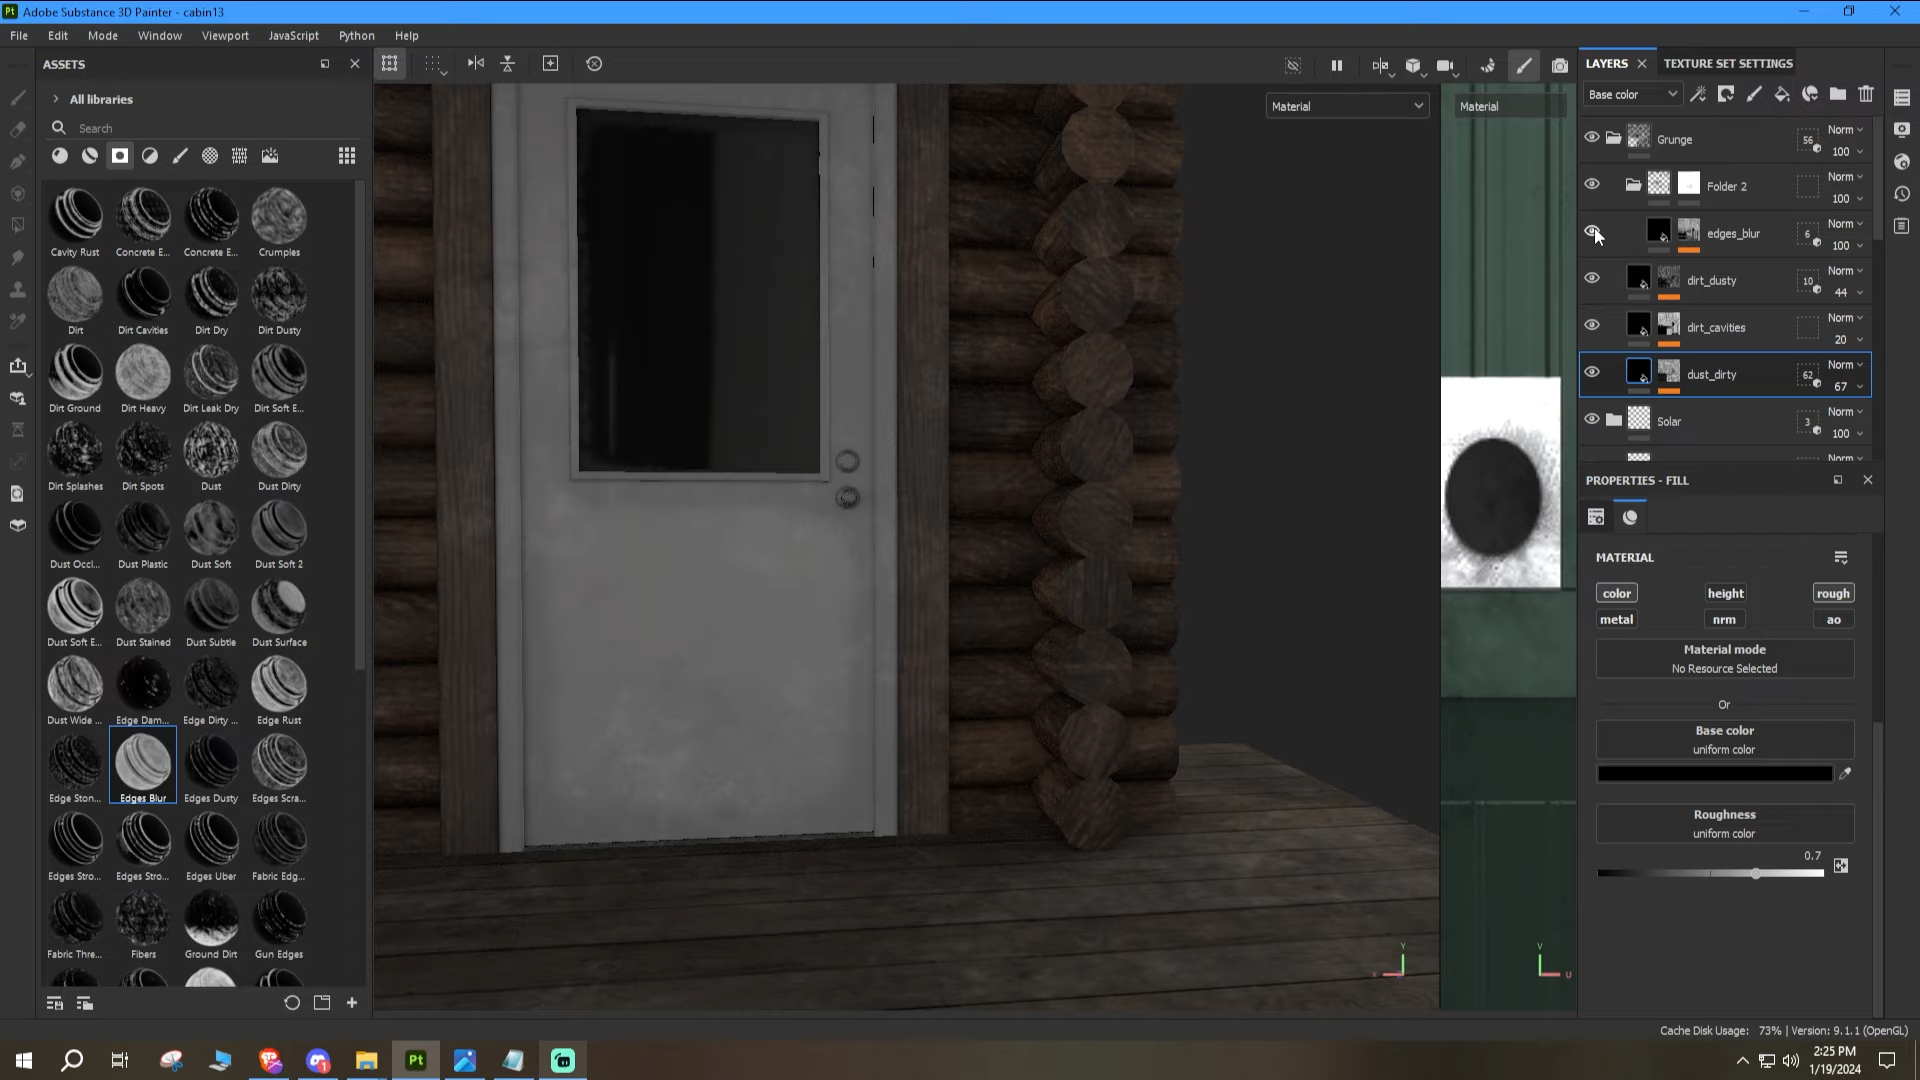 Pt Adobe Substance 3D Painter - cabin13
File Edit Mode Window Viewport JavaScript Python Help
ASSETS
All libraries
Search
Cavity Rust Concrete E... Concrete E... Crumples
Dirt Dirt Cavities Dirt Dry Dirt Dusty
Dirt Ground Dirt Heavy Dirt Leak Dry Dirt Soft E...
Dirt Splashes Dirt Spots Dust Dust Dirty
Dust Occl... Dust Plastic Dust Soft Dust Soft 2
Dust Soft E... Dust Stained Dust Subtle Dust Surface
Dust Wide ... Edge Dam... Edge Dirty ... Edge Rust
Edge Ston... Edges Blur Edges Dusty Edges Scra...
Edges Stro... Edges Stro... Edges Uber Fabric Edg...
Fabric Thre... Fibers Ground Dirt Gun Edges
Material
Material
Y
X
V
U
LAYERS TEXTURE SET SETTINGS
Base color
Grunge 56 Norm
100
Folder 2 Norm
100
edges_blur 6 Norm
100
dirt_dusty 10 Norm
44
dirt_cavities Norm
20
dust_dirty 62 Norm
67
Solar 3 Norm
100
Norm
PROPERTIES - FILL
MATERIAL
color height rough
metal nrm ao
Material mode
No Resource Selected
Or
Base color
uniform color
Roughness
uniform color
0.7
Cache Disk Usage: 73% | Version: 9.1.1 (OpenGL)
Pt
1
2:25 PM
1/19/2024